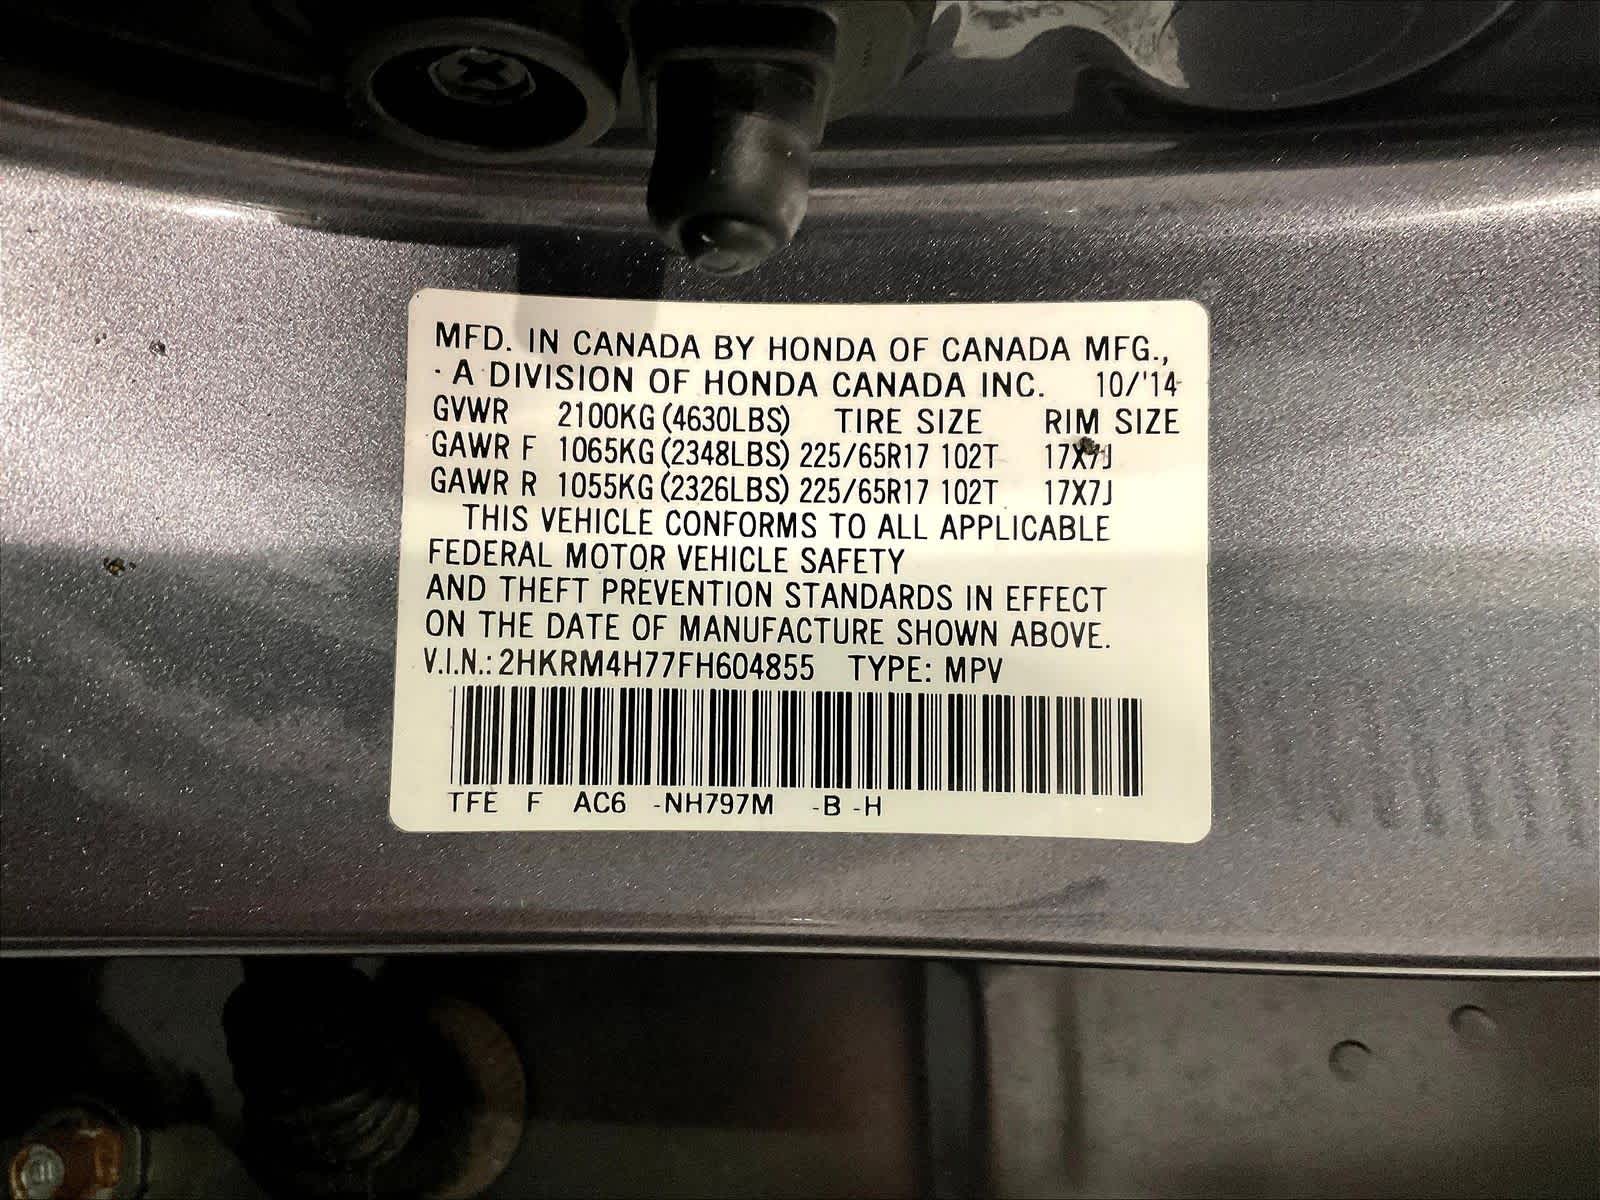 MFD. IN CANADA BY HONDA OF CANADA MFG.,
A DIVISION OF HONDA CANADA INC. 10/'14
GVWR 2100KG (4630LBS) TIRE SIZE RIM SIZE
GAWR F 1065KG (2348LBS) 225/65R17 102T 17X7J
GAWR R 1055KG (2326LBS) 225/65R17 102T 17X7J
THIS VEHICLE CONFORMS TO ALL APPLICABLE
FEDERAL MOTOR VEHICLE SAFETY
AND THEFT PREVENTION STANDARDS IN EFFECT
ON THE DATE OF MANUFACTURE SHOWN ABOVE.
V.I.N.: 2HKRM4H77FH604855 TYPE: MPV
TFE F AC6 -NH797M -B -H